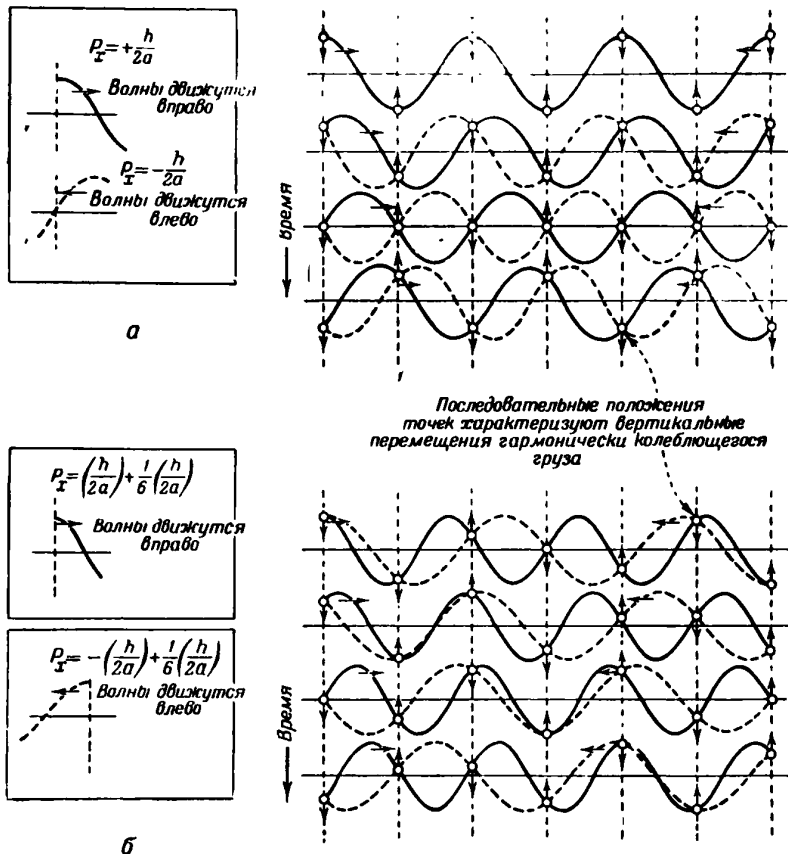 P_x = + h/2a
Волны движутся
вправо
P_x = - h/2a
Волны движутся
влево
а
Время
Последовательные положения
точек характеризуют вертикальные
перемещения гармонически колеблющегося
груза
P_x = (h/2a) + 1/6 (h/2a)
Волны движутся
вправо
P_x = -(h/2a) + 1/6 (h/2a)
Волны движутся
влево
б
Время